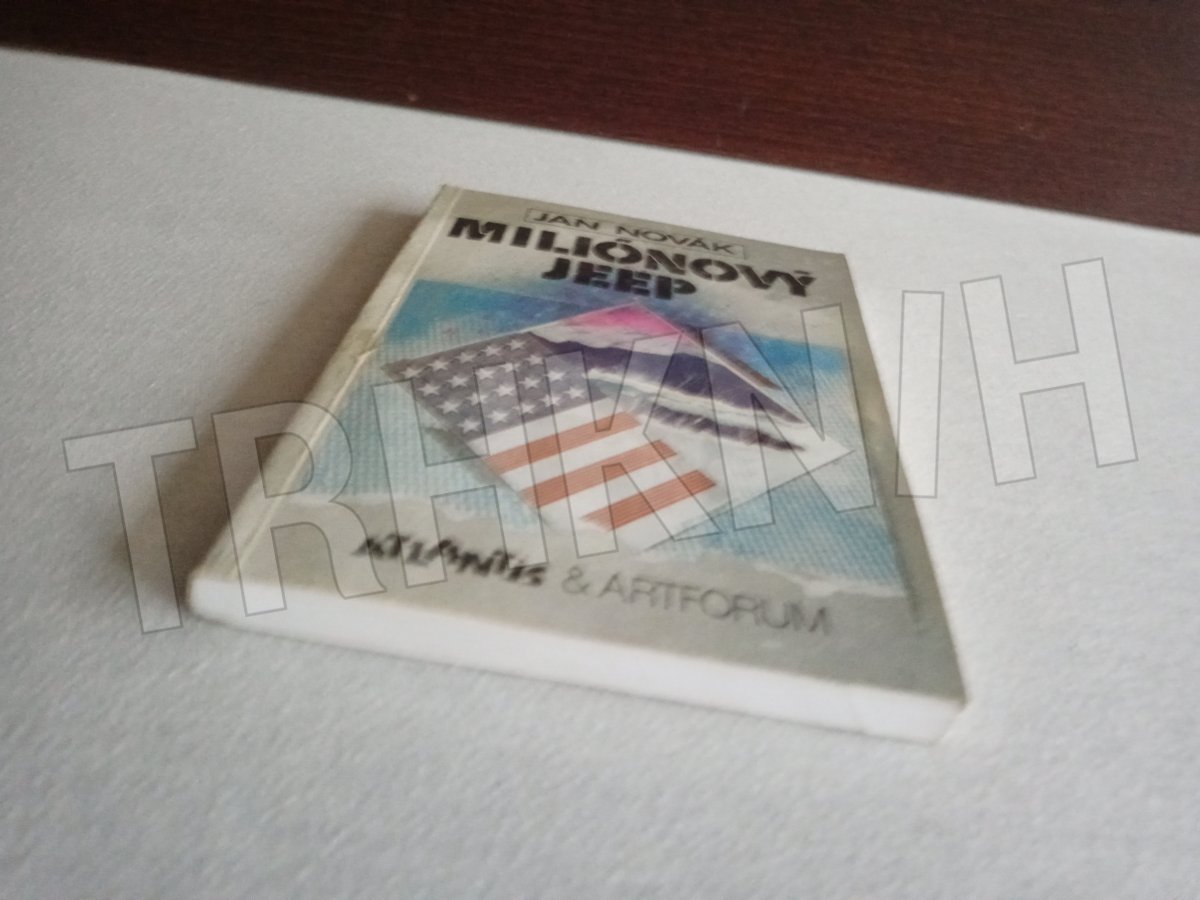 JAN NOVÁK
MILIÓNOVÝ
JEEP
ATLANTIS & ARTFORUM
TRHKNIH